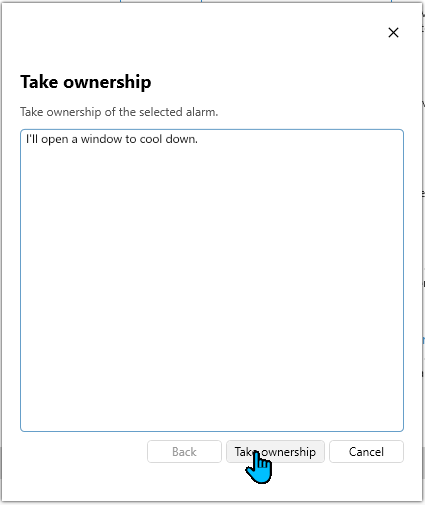 Take ownership
Take ownership of the selected alarm.
I'll open a window to cool down.
Back
Take ownership
Cancel